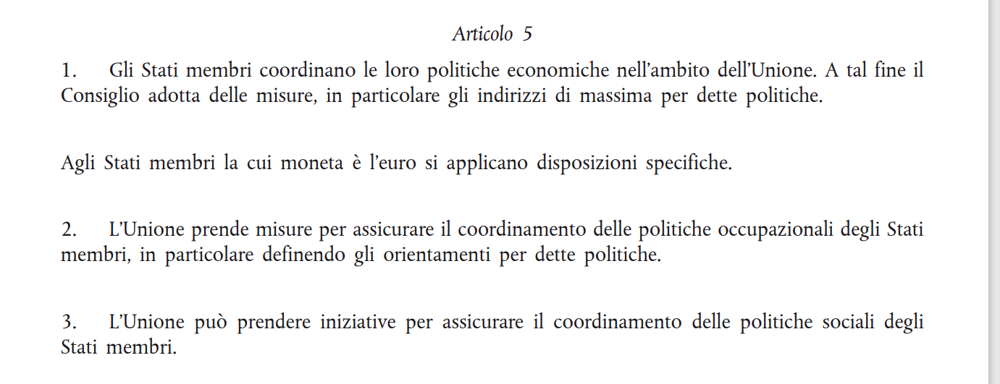 Articolo 5
1. Gli Stati membri coordinano le loro politiche economiche nell’ambito dell’Unione. A tal fine il
Consiglio adotta delle misure, in particolare gli indirizzi di massima per dette politiche.
Agli Stati membri la cui moneta è l’euro si applicano disposizioni specifiche.
2. L’Unione prende misure per assicurare il coordinamento delle politiche occupazionali degli Stati
membri, in particolare definendo gli orientamenti per dette politiche.
3. L’Unione può prendere iniziative per assicurare il coordinamento delle politiche sociali degli
Stati membri.